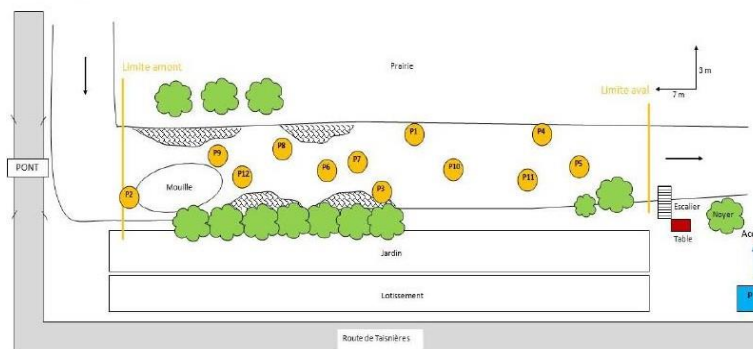 Prairie
3 m
7 m
Limite amont
Limite aval
PONT
P1
P4
P8
P9
P7
P6
P10
P5
P12
P11
Mouille
P2
P3
Escalier
Noyer
Table
Jardin
Lotissement
Route de Taisnières